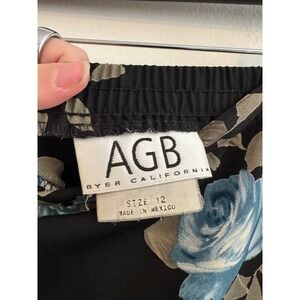 AGB
BYER CALIFORNIA
SIZE 12
MADE IN MEXICO